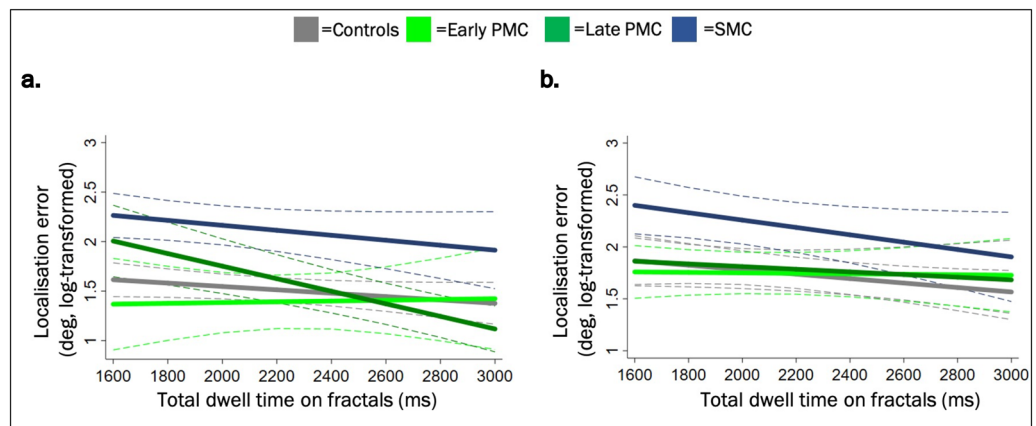 =Controls =Early PMC =Late PMC =SMC
a.
b.
Localisation error
(deg, log-transformed)
3
2.5
2
1.5
1
1600 1800 2000 2200 2400 2600 2800 3000
Total dwell time on fractals (ms)
Localisation error
(deg, log-transformed)
3
2.5
2
1.5
1
1600 1800 2000 2200 2400 2600 2800 3000
Total dwell time on fractals (ms)